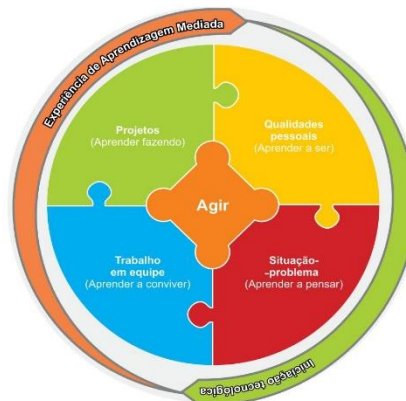 Experiência de Aprendizagem Mediada
Projetos
(Aprender fazendo)
Qualidades
pessoais
(Aprender a ser)
Agir
Trabalho
em equipe
(Aprender a conviver)
Situação-
-problema
(Aprender a pensar)
Iniciação tecnológica